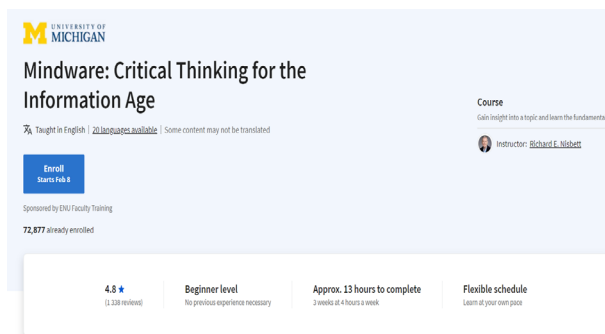 UNIVERSITY OF
MICHIGAN
Mindware: Critical Thinking for the
Information Age
Taught in English | 20 languages available | Some content may not be translated
Enroll
Starts Feb 8
Sponsored by ENU Faculty Training
72,877 already enrolled
Course
Gain insight into a topic and learn the fundamenta
Instructor: Richard E. Nisbett
4.8 ★
(1 338 reviews)
Beginner level
No previous experience necessary
Approx. 13 hours to complete
3 weeks at 4 hours a week
Flexible schedule
Learn at your own pace